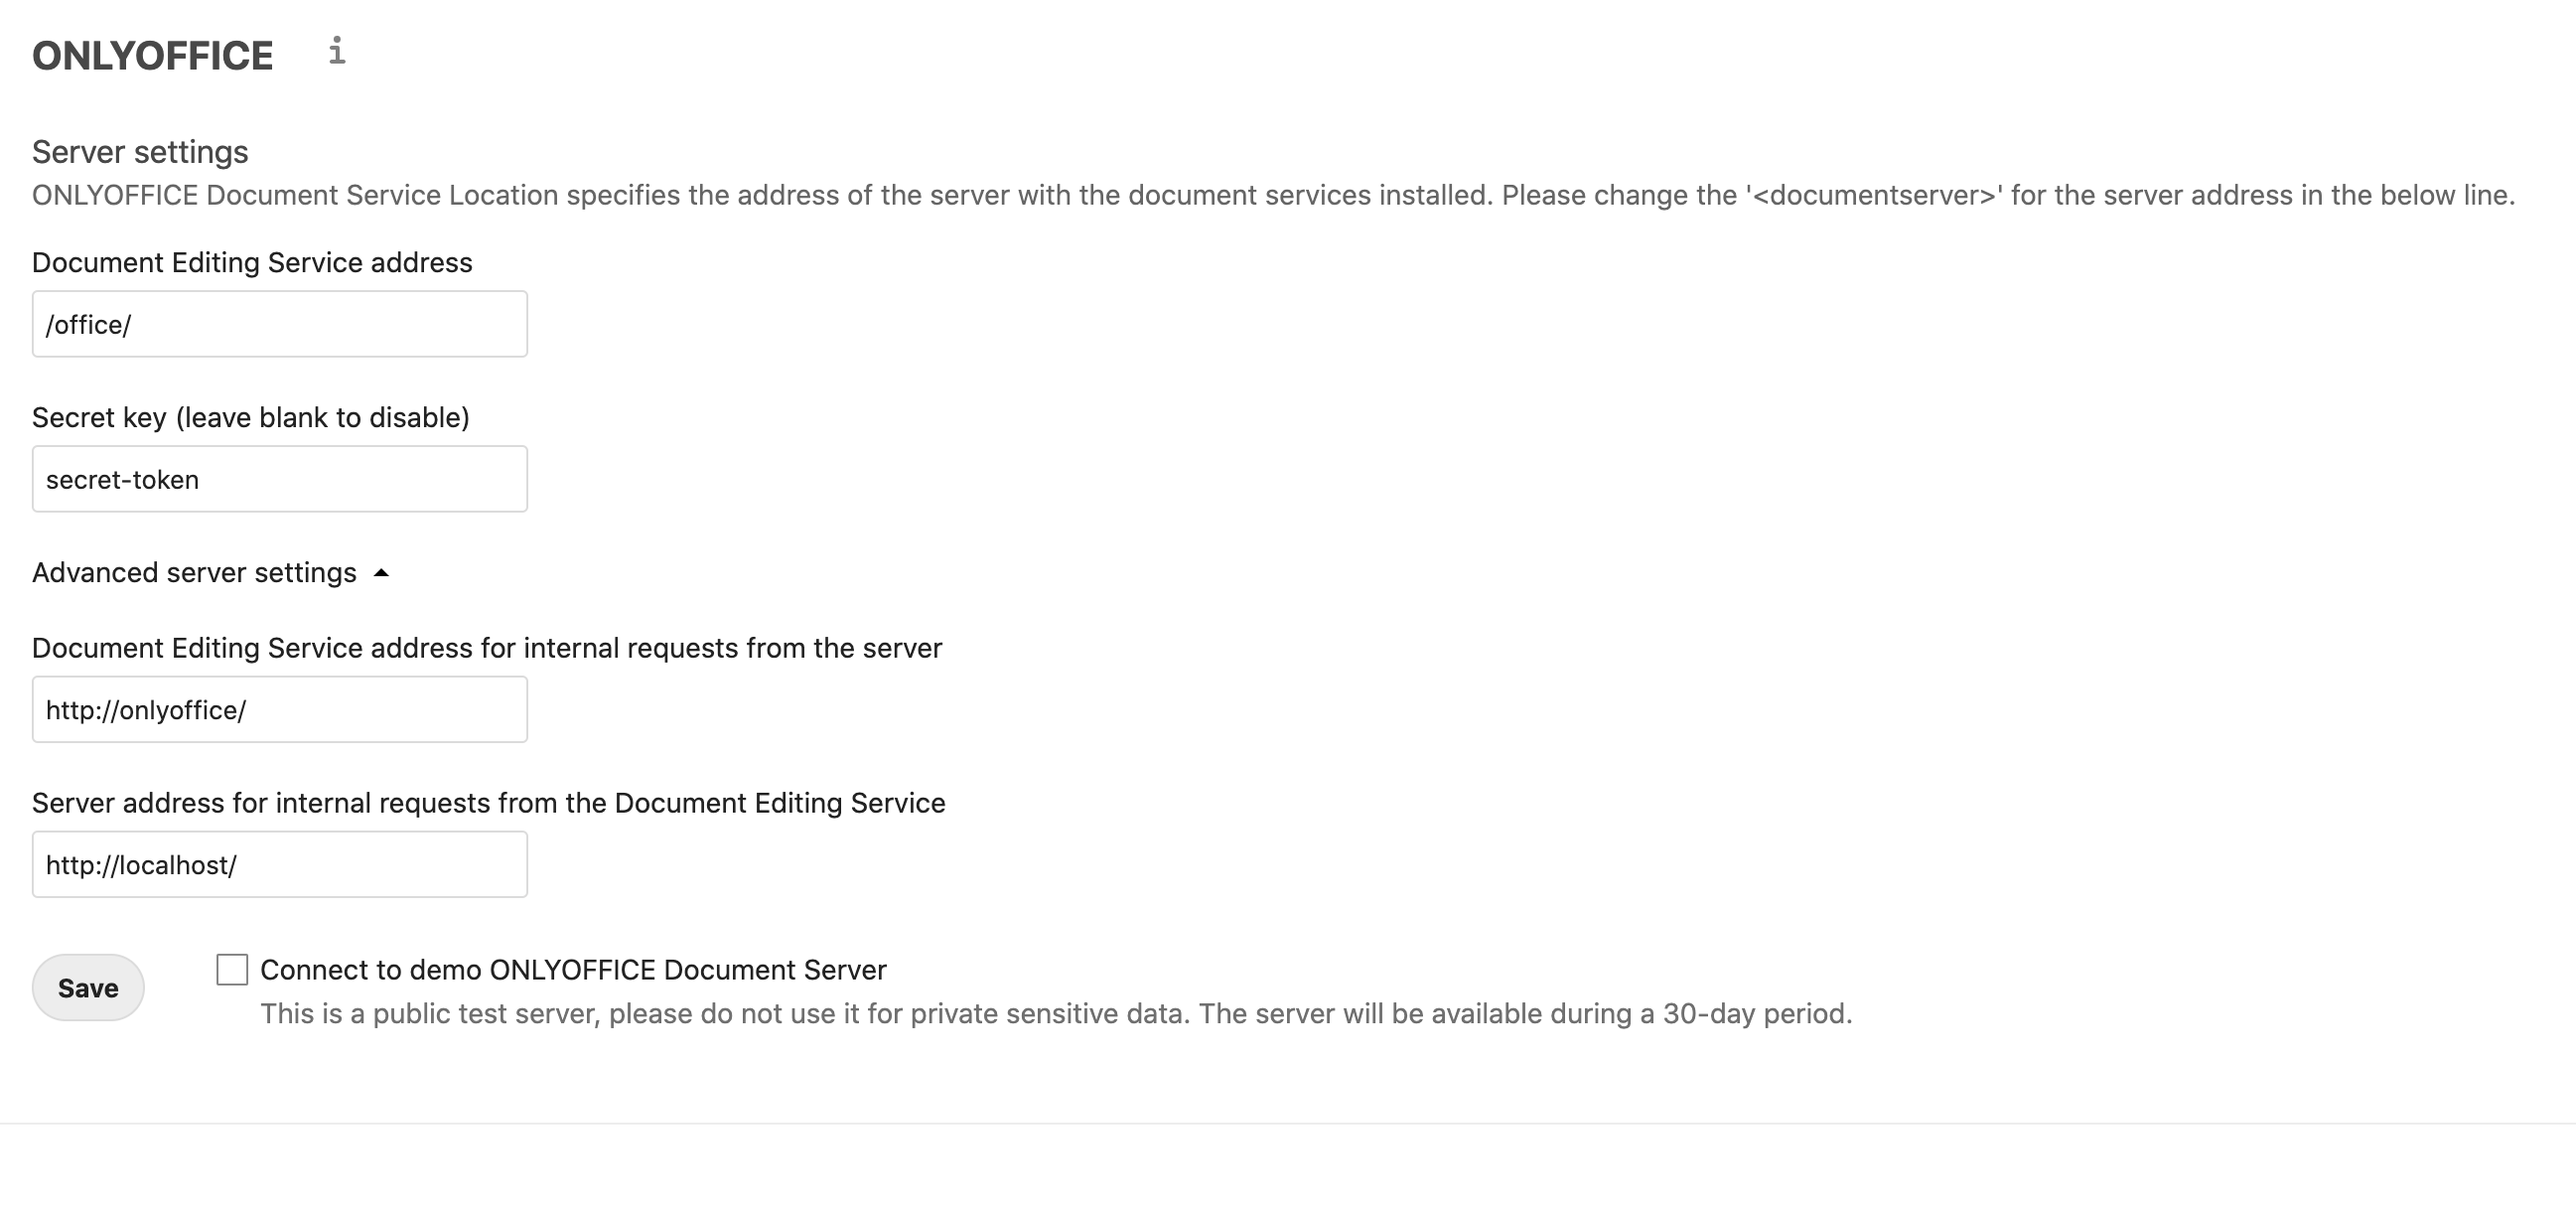 ONLYOFFICE i
Server settings
ONLYOFFICE Document Service Location specifies the address of the server with the document services installed. Please change the '<documentserver>' for the server address in the below line.
Document Editing Service address
/office/
Secret key (leave blank to disable)
secret-token
Advanced server settings
Document Editing Service address for internal requests from the server
http://onlyoffice/
Server address for internal requests from the Document Editing Service
http://localhost/
Save
Connect to demo ONLYOFFICE Document Server
This is a public test server, please do not use it for private sensitive data. The server will be available during a 30-day period.